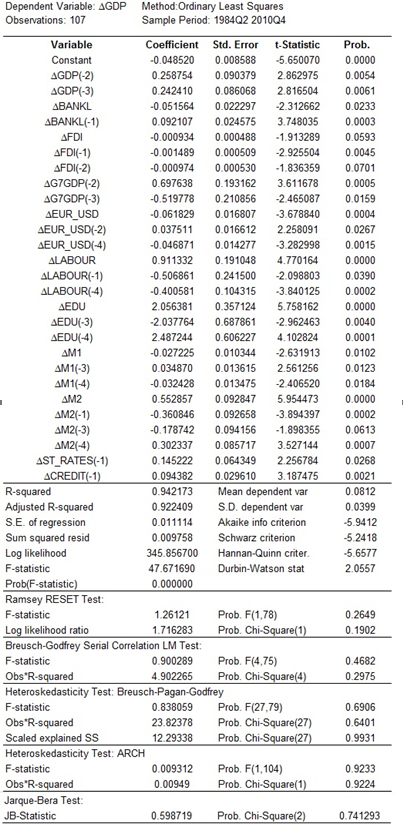 Dependent Variable: ΔGDP Method:Ordinary Least Squares
Observations: 107 Sample Period: 1984Q2 2010Q4
Variable Coefficient Std. Error t-Statistic Prob.
Constant -0.048520 0.008588 -5.650070 0.0000
ΔGDP(-2) 0.258754 0.090379 2.862975 0.0054
ΔGDP(-3) 0.242410 0.086068 2.816504 0.0061
ΔBANKL -0.051564 0.022297 -2.312662 0.0233
ΔBANKL(-1) 0.092107 0.024575 3.748035 0.0003
ΔFDI -0.000934 0.000488 -1.913289 0.0593
ΔFDI(-1) -0.001489 0.000509 -2.925504 0.0045
ΔFDI(-2) -0.000974 0.000530 -1.836359 0.0701
ΔG7GDP(-2) 0.697638 0.193162 3.611678 0.0005
ΔG7GDP(-3) -0.519778 0.210856 -2.465087 0.0159
ΔEUR_USD -0.061829 0.016807 -3.678840 0.0004
ΔEUR_USD(-2) 0.037511 0.016612 2.258091 0.0267
ΔEUR_USD(-4) -0.046871 0.014277 -3.282998 0.0015
ΔLABOUR 0.911332 0.191048 4.770164 0.0000
ΔLABOUR(-1) -0.506861 0.241500 -2.098803 0.0390
ΔLABOUR(-4) -0.400581 0.104315 -3.840125 0.0002
ΔEDU 2.056381 0.357124 5.758162 0.0000
ΔEDU(-3) -2.037764 0.687861 -2.962463 0.0040
ΔEDU(-4) 2.487244 0.606227 4.102824 0.0001
ΔM1 -0.027225 0.010344 -2.631913 0.0102
ΔM1(-3) 0.034870 0.013615 2.561256 0.0123
ΔM1(-4) -0.032428 0.013475 -2.406520 0.0184
ΔM2 0.552857 0.092847 5.954473 0.0000
ΔM2(-1) -0.360846 0.092658 -3.894397 0.0002
ΔM2(-3) -0.178742 0.094156 -1.898355 0.0613
ΔM2(-4) 0.302337 0.085717 3.527144 0.0007
ΔST_RATES(-1) 0.145222 0.064349 2.256784 0.0268
ΔCREDIT(-1) 0.094382 0.029610 3.187475 0.0021
R-squared 0.942173 Mean dependent var 0.0812
Adjusted R-squared 0.922409 S.D. dependent var 0.0399
S.E. of regression 0.011114 Akaike info criterion -5.9412
Sum squared resid 0.009758 Schwarz criterion -5.2418
Log likelihood 345.856700 Hannan-Quinn criter. -5.6577
F-statistic 47.671690 Durbin-Watson stat 2.0557
Prob(F-statistic) 0.000000
Ramsey RESET Test:
F-statistic 1.26121 Prob. F(1,78) 0.2649
Log likelihood ratio 1.716283 Prob. Chi-Square(1) 0.1902
Breusch-Godfrey Serial Correlation LM Test:
F-statistic 0.900289 Prob. F(4,75) 0.4682
Obs*R-squared 4.902265 Prob. Chi-Square(4) 0.2975
Heteroskedasticity Test: Breusch-Pagan-Godfrey
F-statistic 0.838059 Prob. F(27,79) 0.6906
Obs*R-squared 23.82378 Prob. Chi-Square(27) 0.6401
Scaled explained SS 12.29338 Prob. Chi-Square(27) 0.9931
Heteroskedasticity Test: ARCH
F-statistic 0.009312 Prob. F(1,104) 0.9233
Obs*R-squared 0.00949 Prob. Chi-Square(1) 0.9224
Jarque-Bera Test:
JB-Statistic 0.598719 Prob. Chi-Square(2) 0.741293